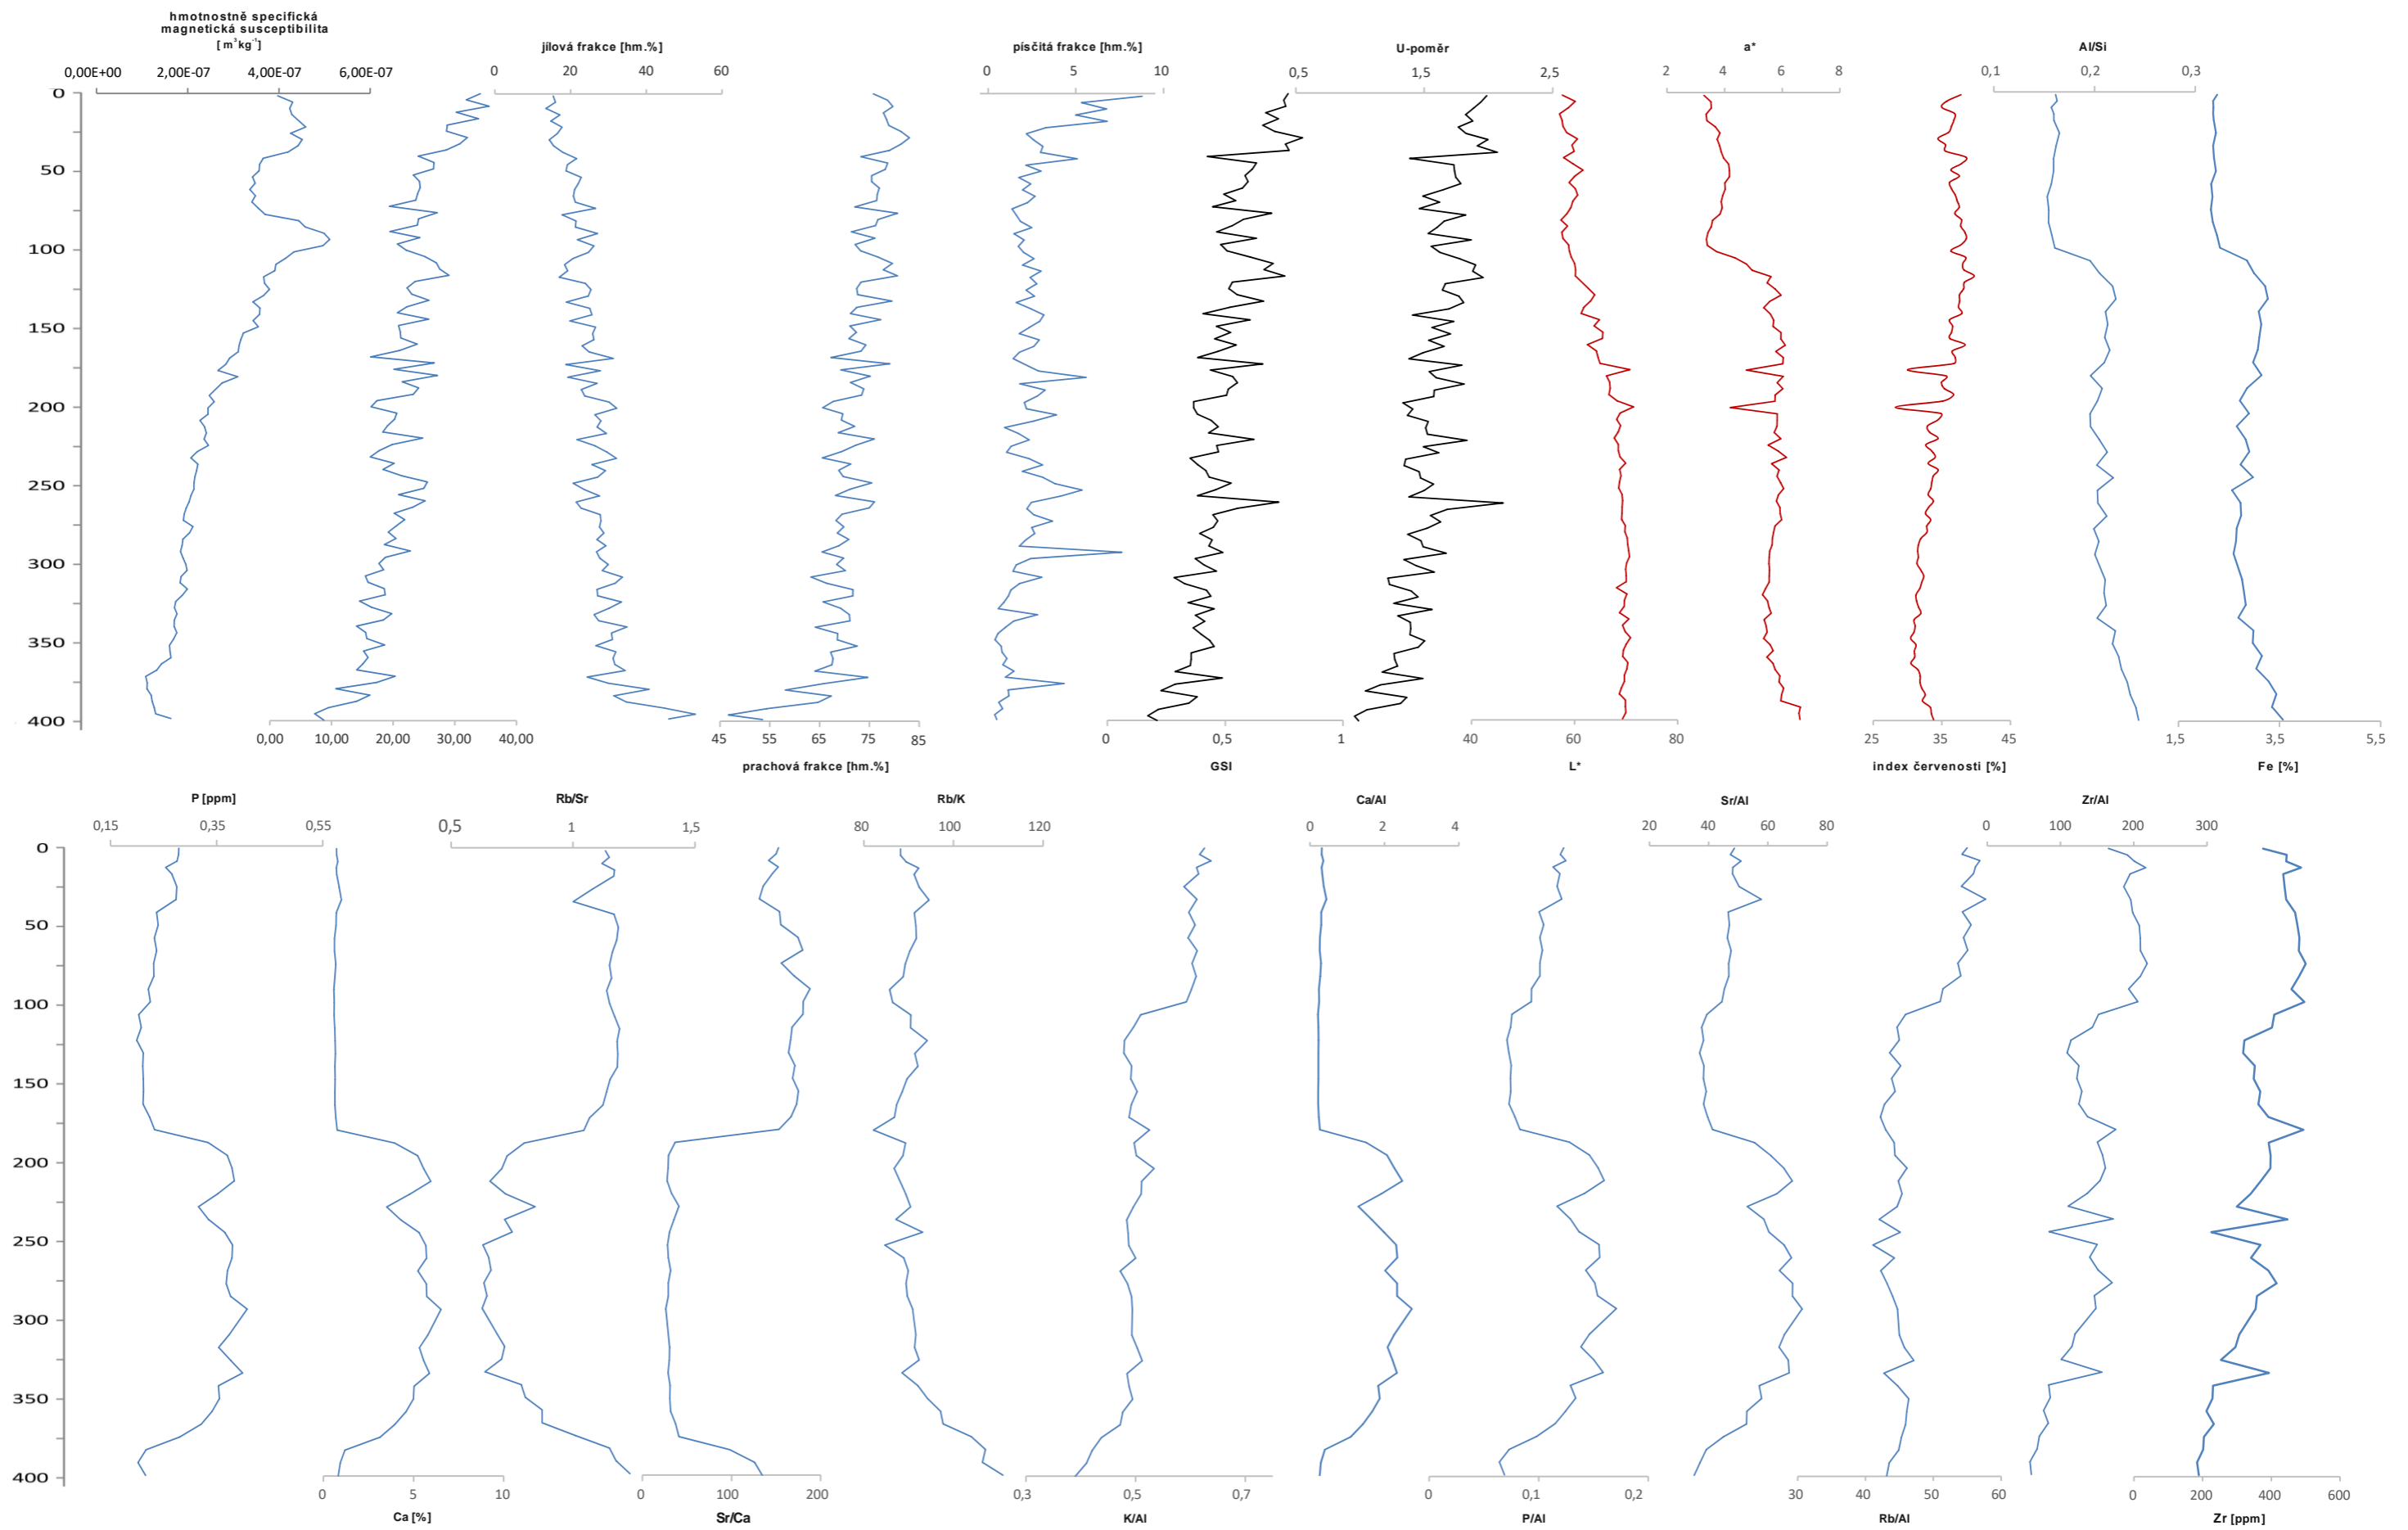 hmotnostně specifická
magnetická susceptibilita
[ m³kg⁻¹]
jílová frakce [hm.%]
písčitá frakce [hm.%]
U-poměr
a*
Al/Si
0,00E+00 2,00E-07 4,00E-07 6,00E-07
0 20 40 60
0 5 10
0,5 1,5 2,5
2 4 6 8
0,1 0,2 0,3
0
50
100
150
200
250
300
350
400
0,00 10,00 20,00 30,00 40,00
45 55 65 75 85
0 0,5 1
40 60 80
25 35 45
1,5 3,5 5,5
prachová frakce [hm.%]
GSI
L*
index červenosti [%]
Fe [%]
P [ppm]
Rb/Sr
Rb/K
Ca/Al
Sr/Al
Zr/Al
0,15 0,35 0,55
0,5 1 1,5
80 100 120
0 2 4
20 40 60 80
0 100 200 300
0
50
100
150
200
250
300
350
400
0 5 10
0 100 200
0,3 0,5 0,7
0 0,1 0,2
30 40 50 60
0 200 400 600
Ca [%]
Sr/Ca
K/Al
P/Al
Rb/Al
Zr [ppm]